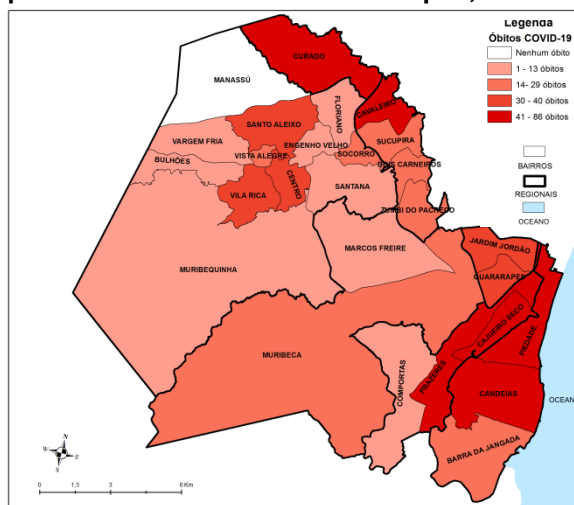 Legenda
Óbitos COVID-19
Nenhum óbito
1 - 13 óbitos
14- 29 óbitos
30 - 40 óbitos
41 - 86 óbitos
BAIRROS
REGIONAIS
OCEANO
CURADO
MANASSÚ
CAVALEIRO
FLORIANO
SANTO ALEIXO
VARGEM FRIA
ENGENHO VELHO
SUCUPIRA
VISTA ALEGRE
SOCORRO
BULHÕES
DOIS CARNEIROS
CENTRO
SANTANA
VILA RICA
ZUMBI DO PACHECO
MARCOS FREIRE
JARDIM JORDÃO
MURIBEQUINHA
GUARARAPES
CAJUEIRO SECO
PIEDADE
MURIBECA
COMPORTAS
PRAZERES
CANDEIAS
OCEANO
BARRA DA JANGADA
N
W E
S
0 1,5 3 6 Km